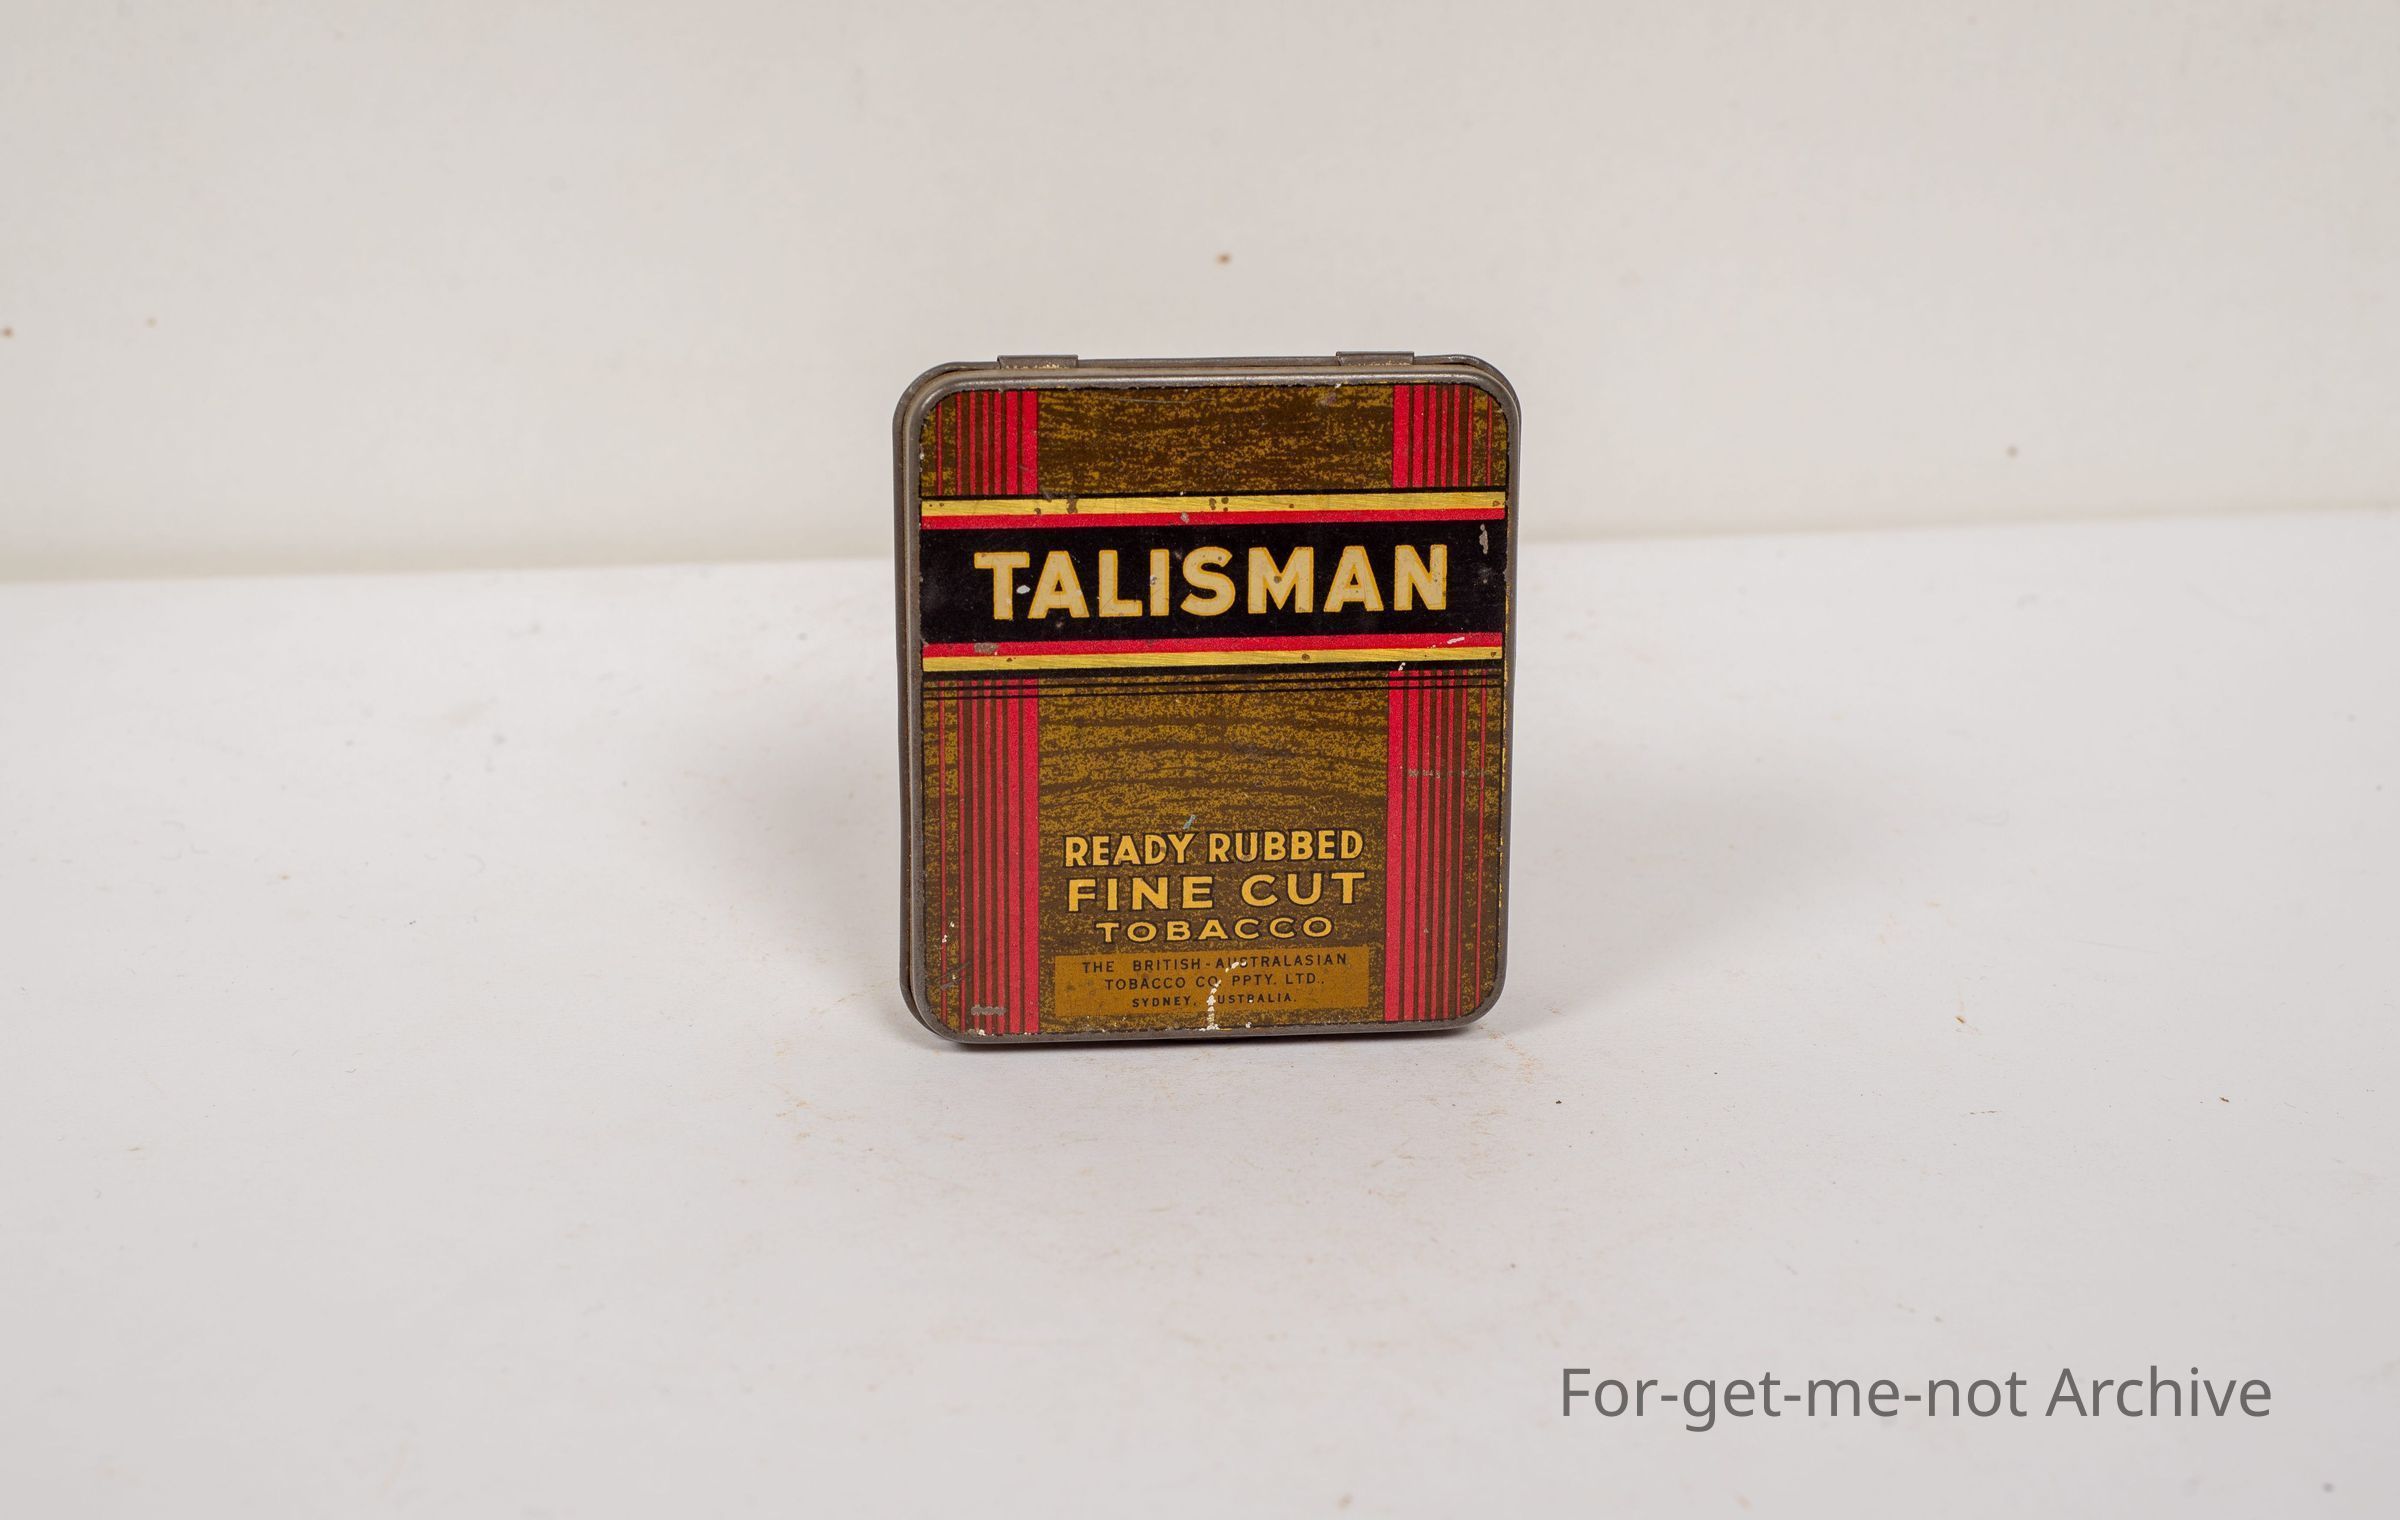 TALISMAN
READY RUBBED
FINE CUT
TOBACCO
THE BRITISH-AUSTRALASIAN
TOBACCO CO. PPTY. LTD.,
SYDNEY, AUSTRALIA.
For-get-me-not Archive